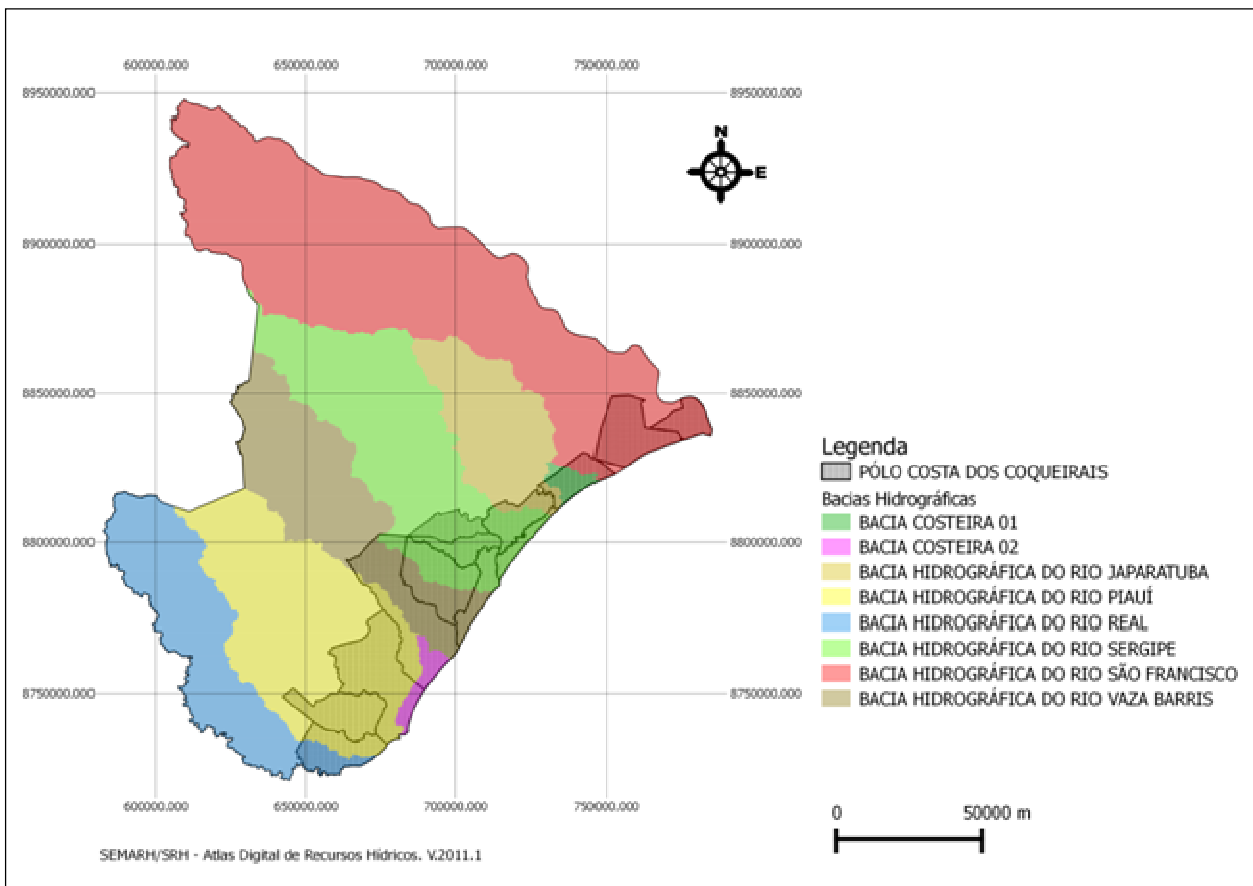 600000.000 650000.000 700000.000 750000.000
8950000.000 8950000.000
N
E
8900000.000 8900000.000
8850000.000 8850000.000
8800000.000 8800000.000
8750000.000 8750000.000
600000.000 650000.000 700000.000 750000.000
Legenda
PÓLO COSTA DOS COQUEIRAIS
Bacias Hidrográficas
BACIA COSTEIRA 01
BACIA COSTEIRA 02
BACIA HIDROGRÁFICA DO RIO JAPARATUBA
BACIA HIDROGRÁFICA DO RIO PIAUÍ
BACIA HIDROGRÁFICA DO RIO REAL
BACIA HIDROGRÁFICA DO RIO SERGIPE
BACIA HIDROGRÁFICA DO RIO SÃO FRANCISCO
BACIA HIDROGRÁFICA DO RIO VAZA BARRIS
0 50000 m
SEMARH/SRH - Atlas Digital de Recursos Hídricos. V.2011.1